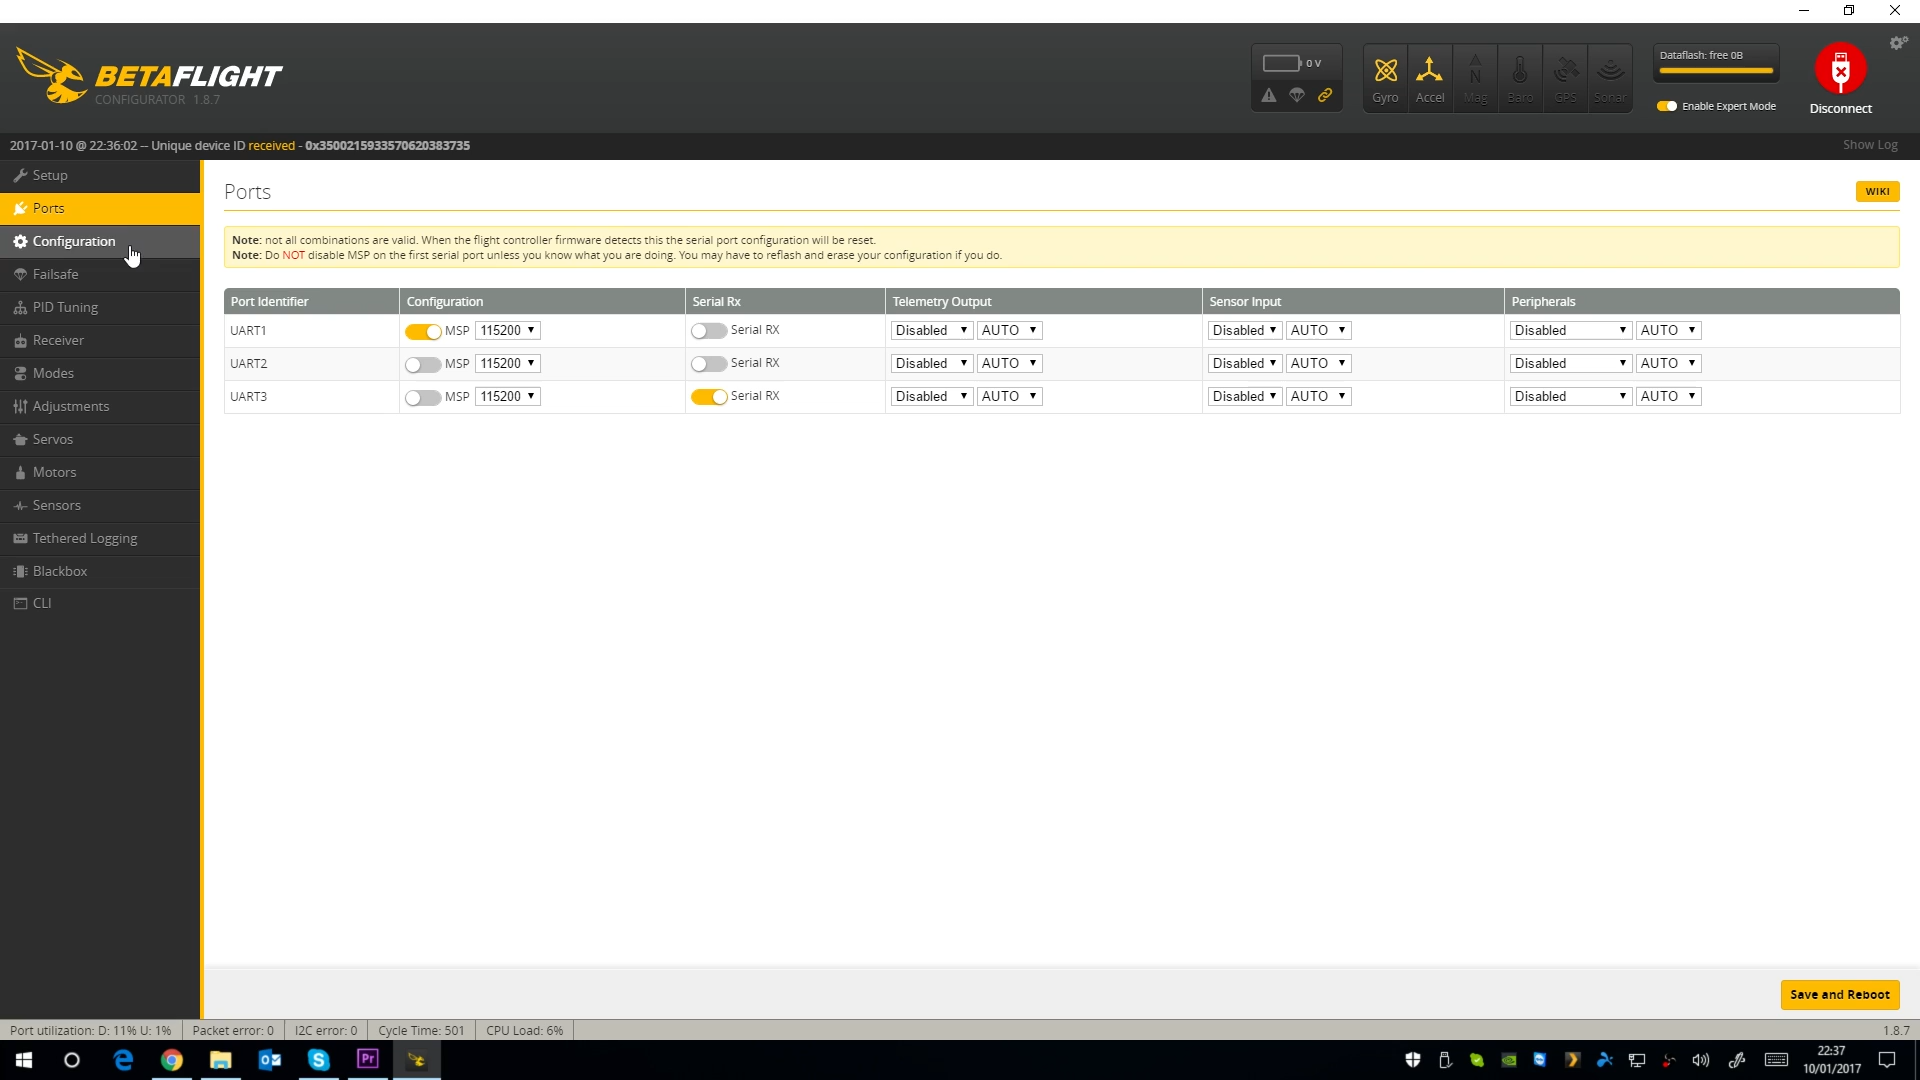 0 V
Gyro
Accel
Mag
Baro
GPS
Sonar
Dataflash: free 0B
Enable Expert Mode
Disconnect
BETAFLIGHT
CONFIGURATOR 1.8.7
2017-01-10 @ 22:36:02 -- Unique device ID received - 0x3500215933570620383735
Show Log
Setup
Ports
Configuration
Failsafe
PID Tuning
Receiver
Modes
Adjustments
Servos
Motors
Sensors
Tethered Logging
Blackbox
CLI
Ports
WIKI
Note: not all combinations are valid. When the flight controller firmware detects this the serial port configuration will be reset.
Note: Do NOT disable MSP on the first serial port unless you know what you are doing. You may have to reflash and erase your configuration if you do.
Port Identifier Configuration Serial Rx Telemetry Output Sensor Input Peripherals
UART1 MSP 115200 Serial RX Disabled AUTO Disabled AUTO Disabled AUTO
UART2 MSP 115200 Serial RX Disabled AUTO Disabled AUTO Disabled AUTO
UART3 MSP 115200 Serial RX Disabled AUTO Disabled AUTO Disabled AUTO
Save and Reboot
Port utilization: D: 11% U: 1% Packet error: 0 I2C error: 0 Cycle Time: 501 CPU Load: 6%
1.8.7
Pr
22:37
10/01/2017